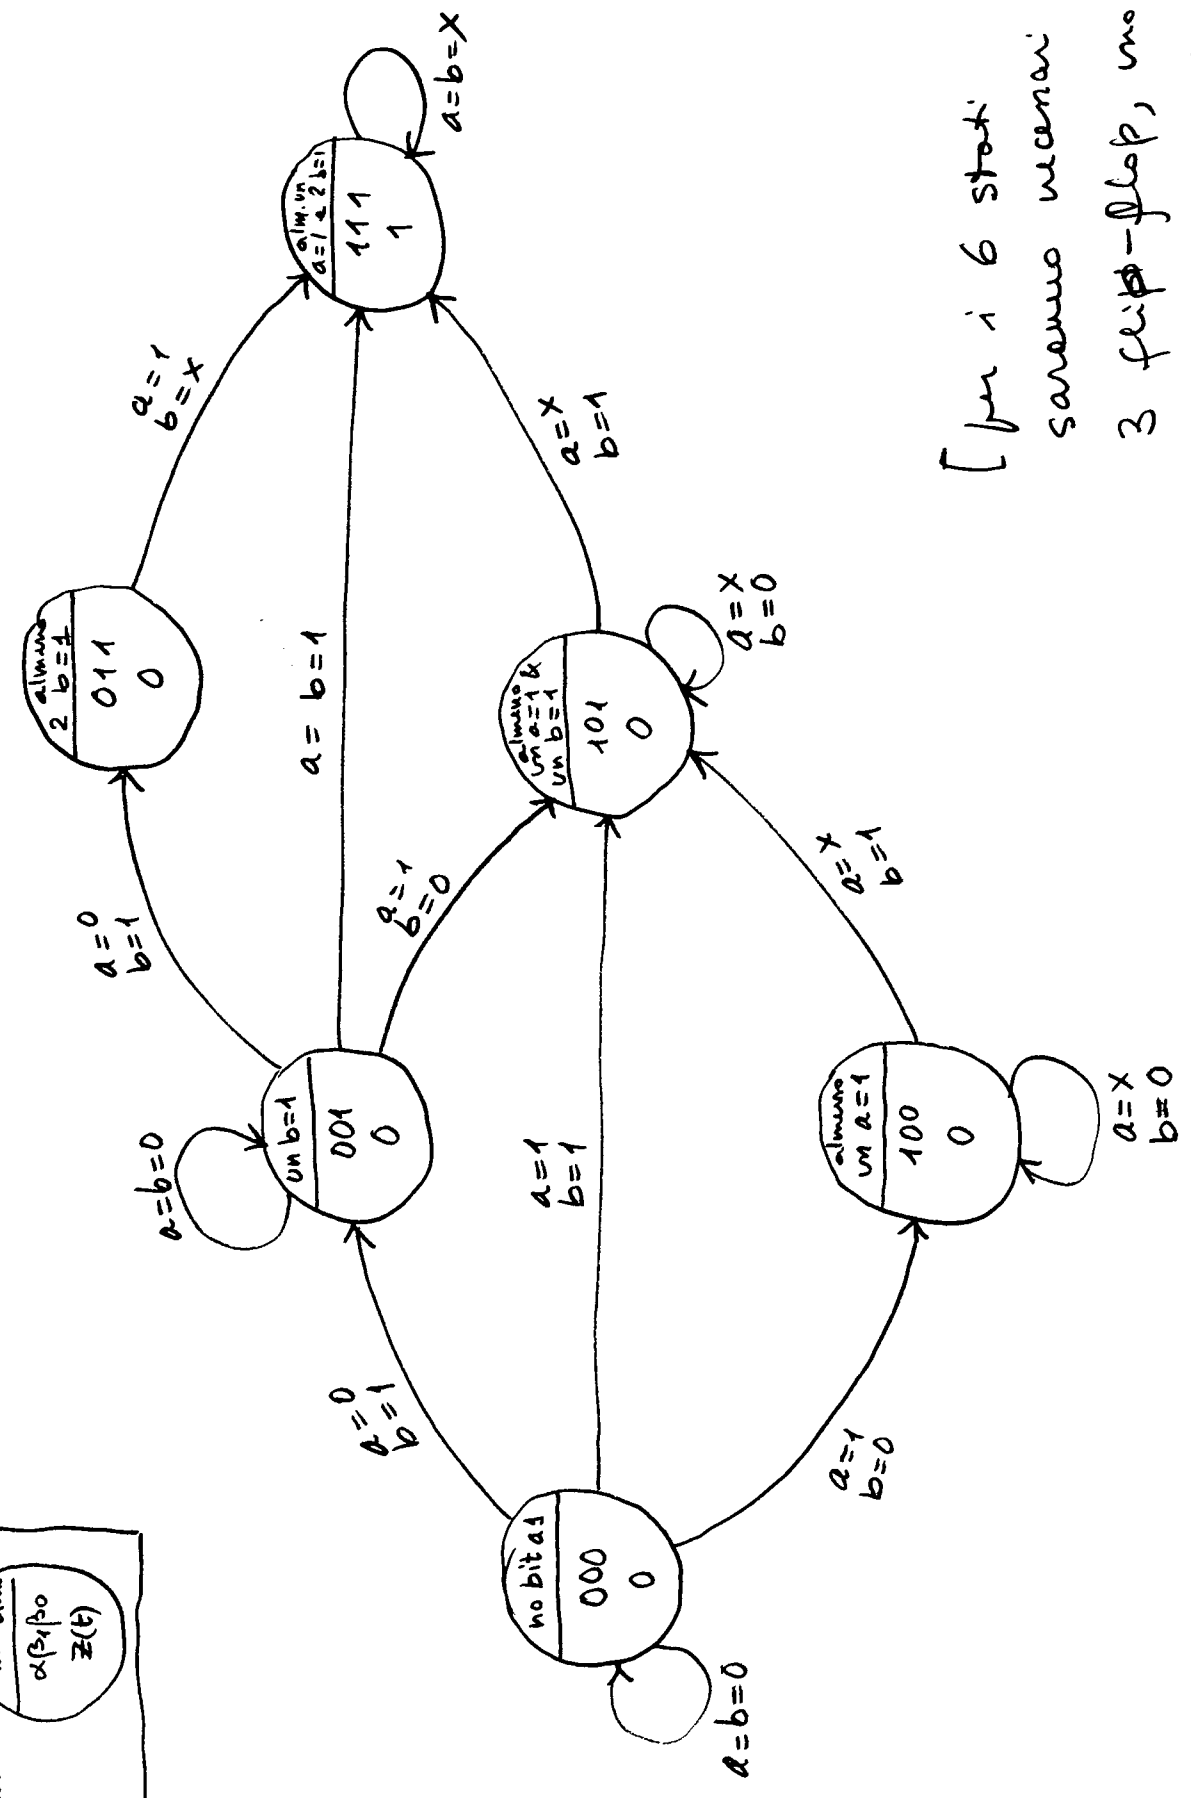 αβ₁β₀
z(t)
no bit a 1
000
0
a=b=0
a=0
b=1
a=1
b=1
a=1
b=0
un b=1
001
0
a=b=0
a=0
b=1
a=b=1
a=1
b=0
almeno
un a=1
100
0
a=x
b=0
a=x
b=1
almeno
2 b=1
011
0
a=1
b=x
almeno
un a=1 &
un b=1
101
0
a=x
b=0
a=x
b=1
alm. un
a=1 e 2 b=1
111
1
a=b=x
[per i 6 stati
saranno necessari
3 flip-flop, uno